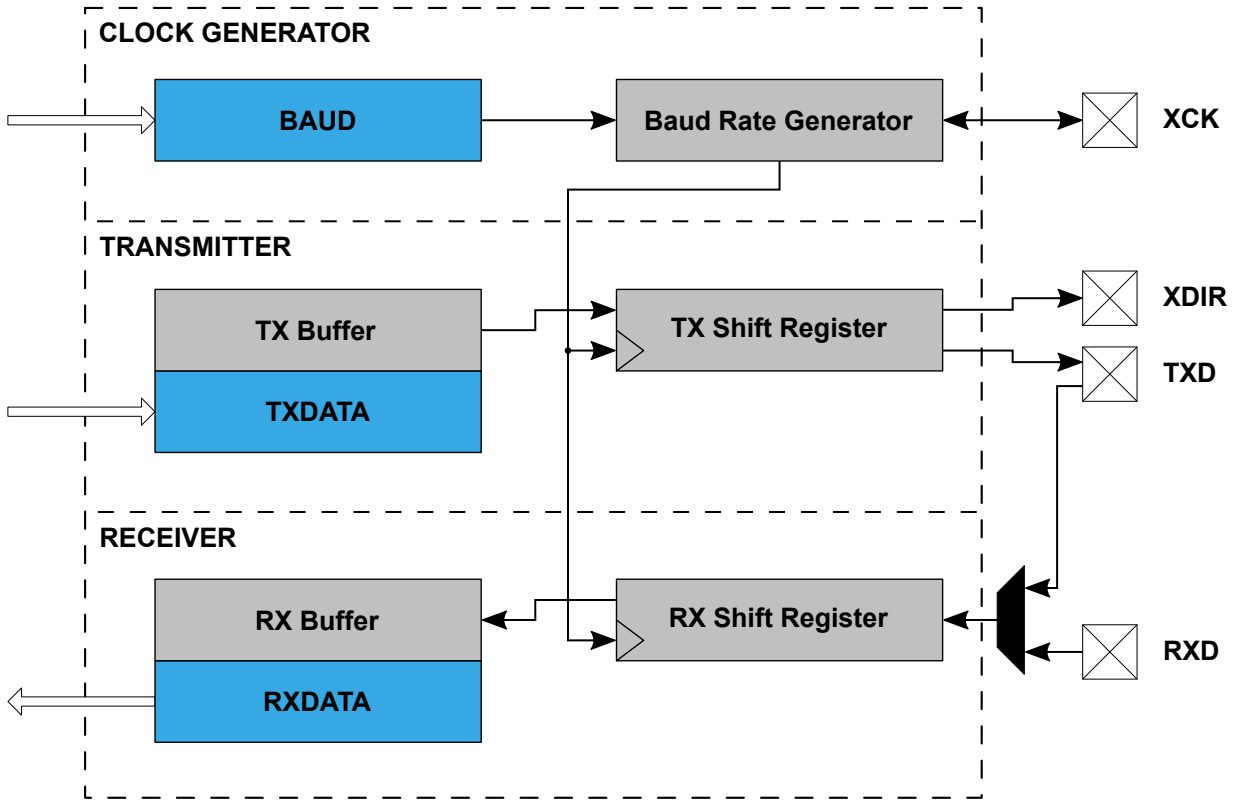 CLOCK GENERATOR
BAUD
Baud Rate Generator
XCK
TRANSMITTER
TX Buffer
TX Shift Register
XDIR
TXD
TXDATA
RECEIVER
RX Buffer
RX Shift Register
RXD
RXDATA